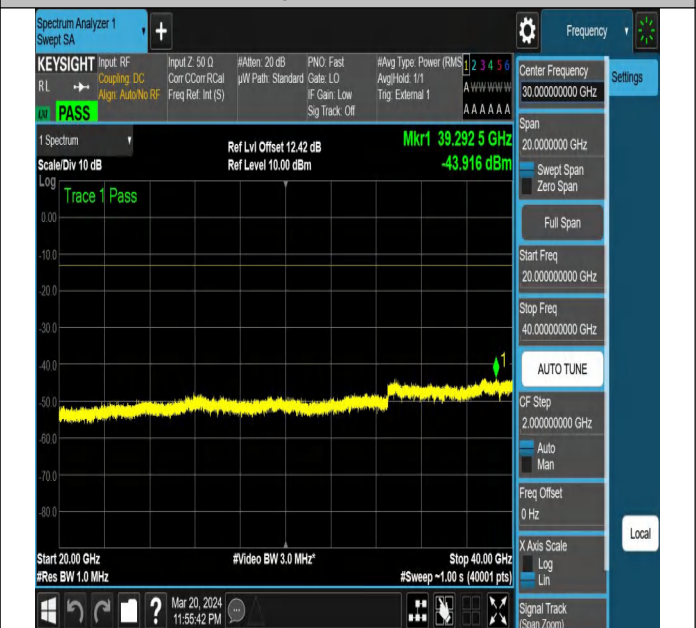 Spectrum Analyzer 1
Swept SA
+
Frequency
KEYSIGHT
RL
PASS
Input: RF
Coupling: DC
Align: Auto/No RF
Input Z: 50 Ω
Corr CCorr RCal
Freq Ref: Int (S)
#Atten: 20 dB
µW Path: Standard
PNO: Fast
Gate: LO
IF Gain: Low
Sig Track: Off
#Avg Type: Power (RMS
Avg|Hold: 1/1
Trig: External 1
1 2 3 4 5 6
A W W W W W
A A A A A A
1 Spectrum
Scale/Div 10 dB
Log
Ref Lvl Offset 12.42 dB
Ref Level 10.00 dBm
Mkr1 39.292 5 GHz
-43.916 dBm
Trace 1 Pass
0.00
-10.0
-20.0
-30.0
-40.0
-50.0
-60.0
-70.0
-80.0
1
Start 20.00 GHz
#Res BW 1.0 MHz
#Video BW 3.0 MHz*
Stop 40.00 GHz
#Sweep ~1.00 s (40001 pts)
Mar 20, 2024
11:55:42 PM
?
Center Frequency
30.000000000 GHz
Settings
Span
20.0000000 GHz
Swept Span
Zero Span
Full Span
Start Freq
20.000000000 GHz
Stop Freq
40.000000000 GHz
AUTO TUNE
CF Step
2.000000000 GHz
Auto
Man
Freq Offset
0 Hz
Local
X Axis Scale
Log
Lin
Signal Track
(Span Zoom)